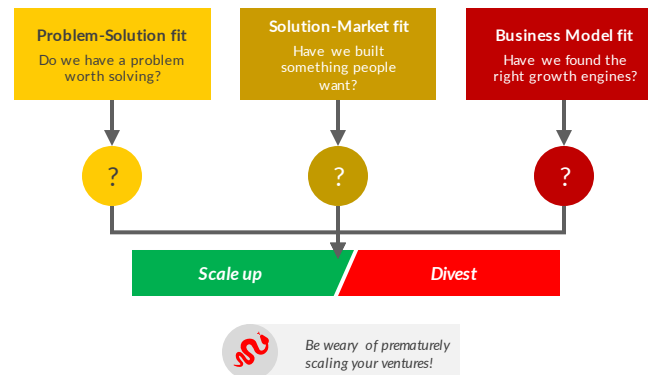 Problem-Solution fit
Do we have a problem
worth solving?
Solution-Market fit
Have we built
something people
want?
Business Model fit
Have we found the
right growth engines?
?
?
?
Scale up
Divest
Be weary of prematurely
scaling your ventures!